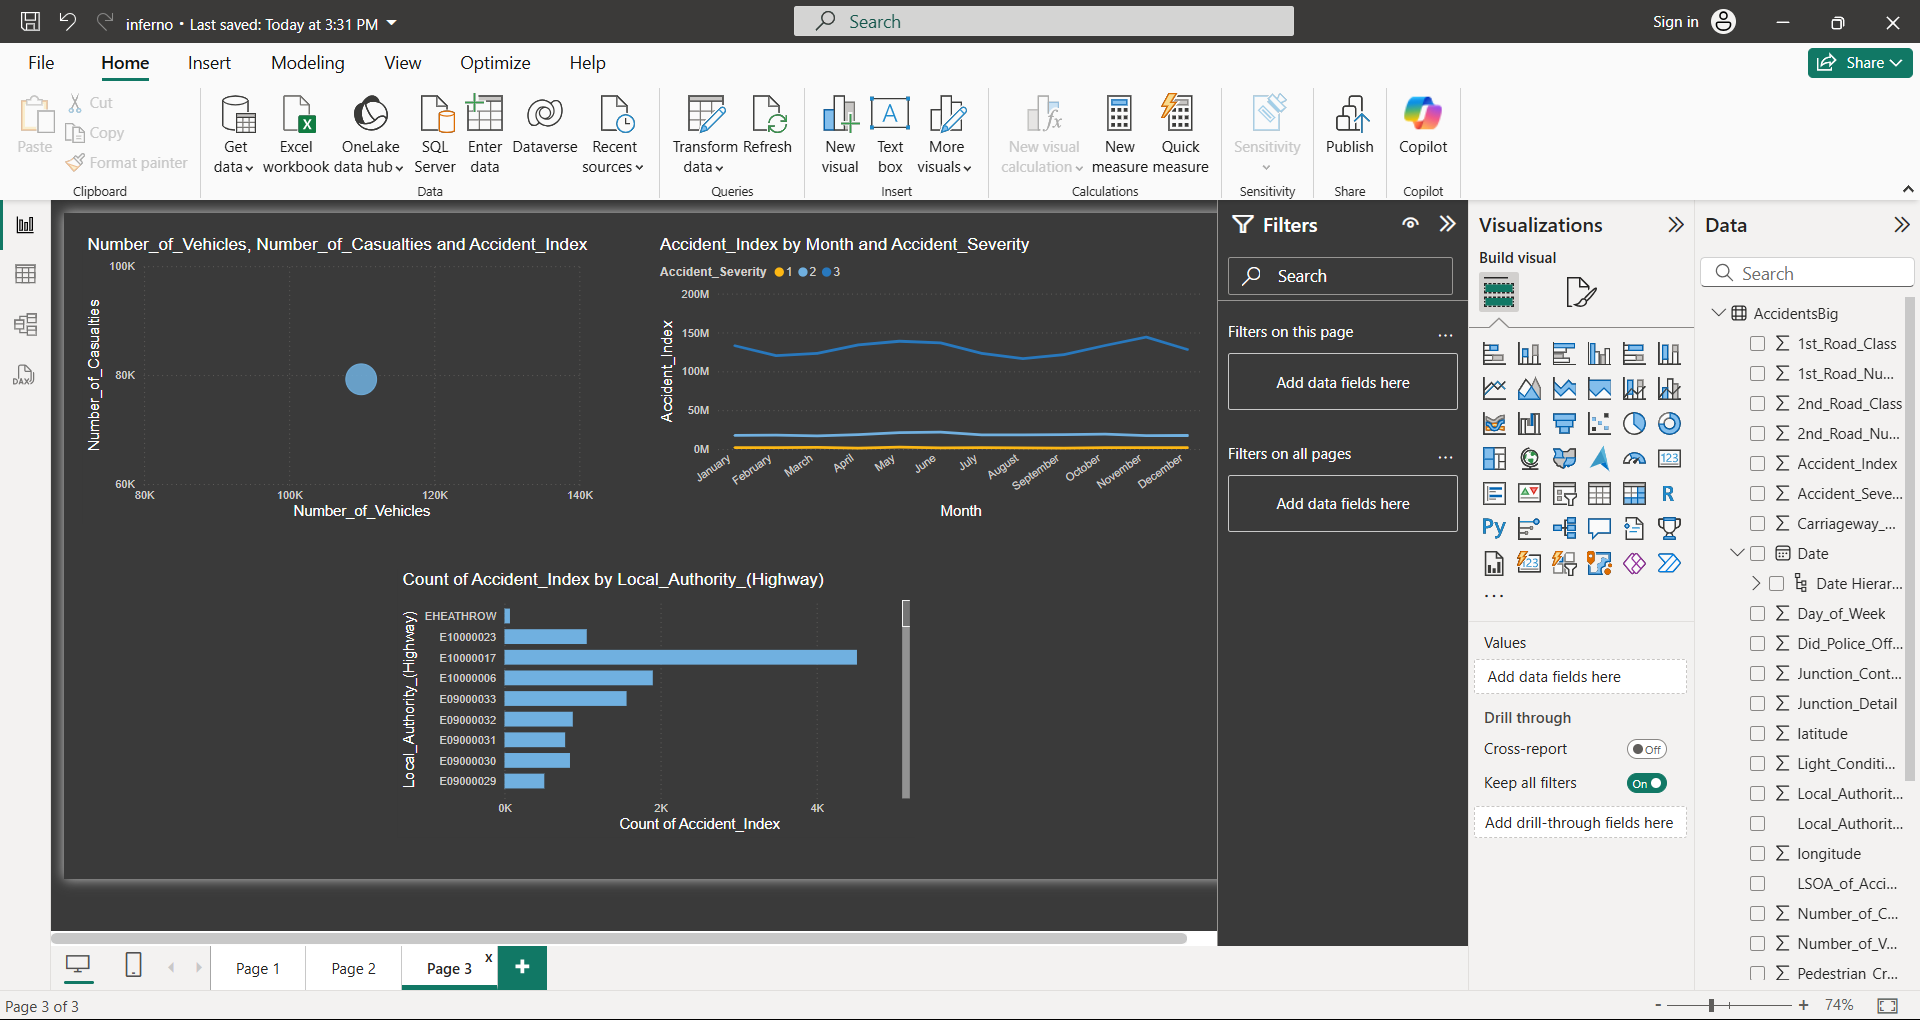 inferno • Last saved: Today at 3:31 PM
Search
Sign in
File
Home
Insert
Modeling
View
Optimize
Help
Share
Paste
Cut
Copy
Format painter
Clipboard
Get data
Excel workbook
OneLake data hub
SQL Server
Enter data
Dataverse
Recent sources
Data
Transform data
Refresh
Queries
New visual
Text box
More visuals
Insert
New visual calculation
New measure
Quick measure
Calculations
Sensitivity
Sensitivity
Publish
Share
Copilot
Copilot
Number_of_Vehicles, Number_of_Casualties and Accident_Index
100K
80K
60K
Number_of_Casualties
80K
100K
120K
140K
Number_of_Vehicles
Accident_Index by Month and Accident_Severity
Accident_Severity 1 2 3
200M
150M
100M
50M
0M
Accident_Index
January
February
March
April
May
June
July
August
September
October
November
December
Month
Count of Accident_Index by Local_Authority_(Highway)
Local_Authority_(Highway)
EHEATHROW
E10000023
E10000017
E10000006
E09000033
E09000032
E09000031
E09000030
E09000029
0K
2K
4K
Count of Accident_Index
Filters
Search
Filters on this page
...
Add data fields here
Filters on all pages
...
Add data fields here
Visualizations
Build visual
123
R
Py
123
...
Values
Add data fields here
Drill through
Cross-report
Off
Keep all filters
On
Add drill-through fields here
Data
Search
AccidentsBig
1st_Road_Class
1st_Road_Nu...
2nd_Road_Class
2nd_Road_Nu...
Accident_Index
Accident_Seve...
Carriageway_...
Date
Date Hierar...
Day_of_Week
Did_Police_Off...
Junction_Cont...
Junction_Detail
latitude
Light_Conditi...
Local_Authorit...
Local_Authorit...
longitude
LSOA_of_Acci...
Number_of_C...
Number_of_V...
Pedestrian_Cr...
DAX
Page 1
Page 2
Page 3
x
+
Page 3 of 3
-
+
74%